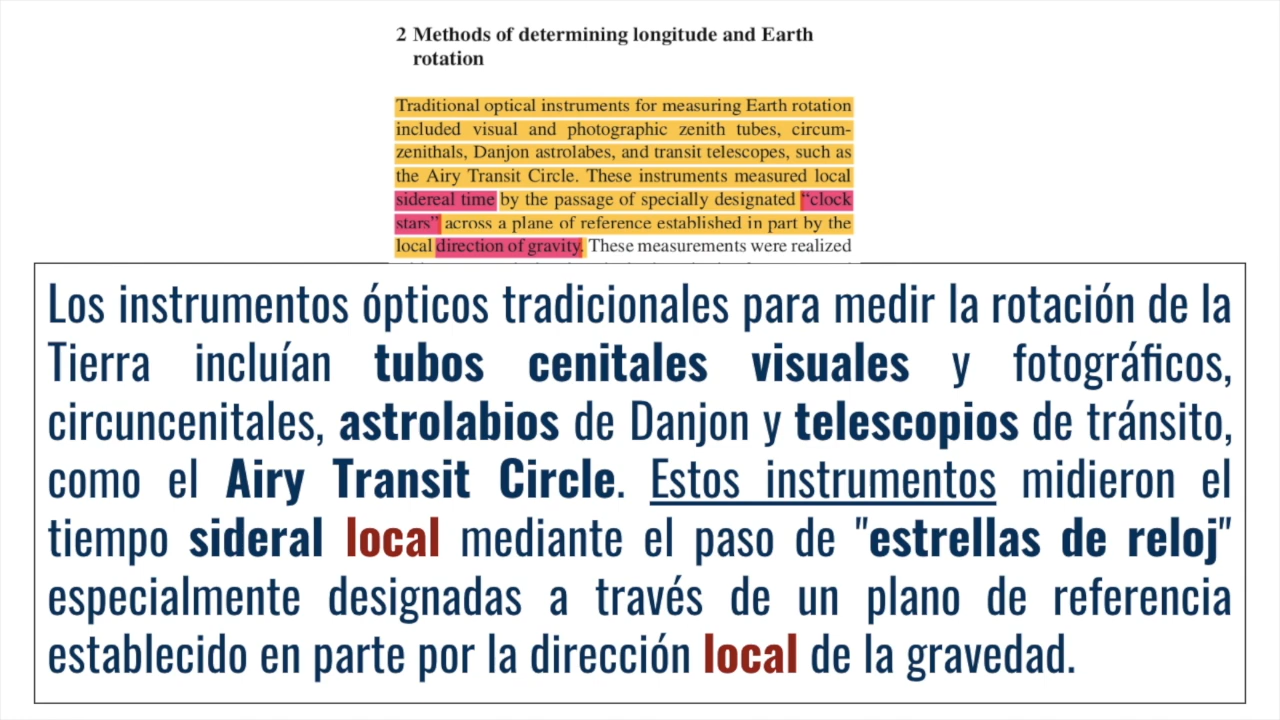 2 Methods of determining longitude and Earth
rotation
Traditional optical instruments for measuring Earth rotation
included visual and photographic zenith tubes, circum-
zenithals, Danjon astrolabes, and transit telescopes, such as
the Airy Transit Circle. These instruments measured local
sidereal time by the passage of specially designated “clock
stars” across a plane of reference established in part by the
local direction of gravity. These measurements were realized
Los instrumentos ópticos tradicionales para medir la rotación de la
Tierra incluían tubos cenitales visuales y fotográficos,
circuncenitales, astrolabios de Danjon y telescopios de tránsito,
como el Airy Transit Circle. Estos instrumentos midieron el
tiempo sideral local mediante el paso de "estrellas de reloj"
especialmente designadas a través de un plano de referencia
establecido en parte por la dirección local de la gravedad.